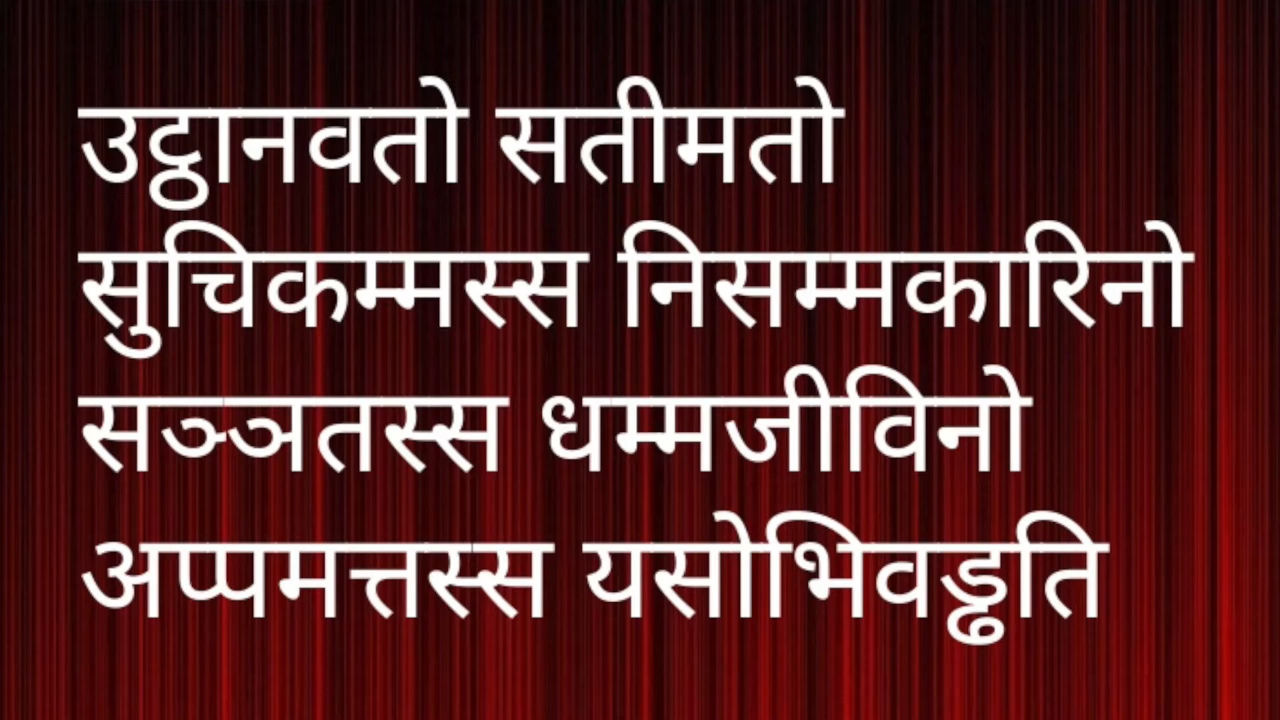 उट्ठानवतो सतीमतो
सुचिकम्मस्स निसम्मकारिनो
सञ्ञतस्स धम्मजीविनो
अप्पमत्तस्स यसोभिवड्ढति